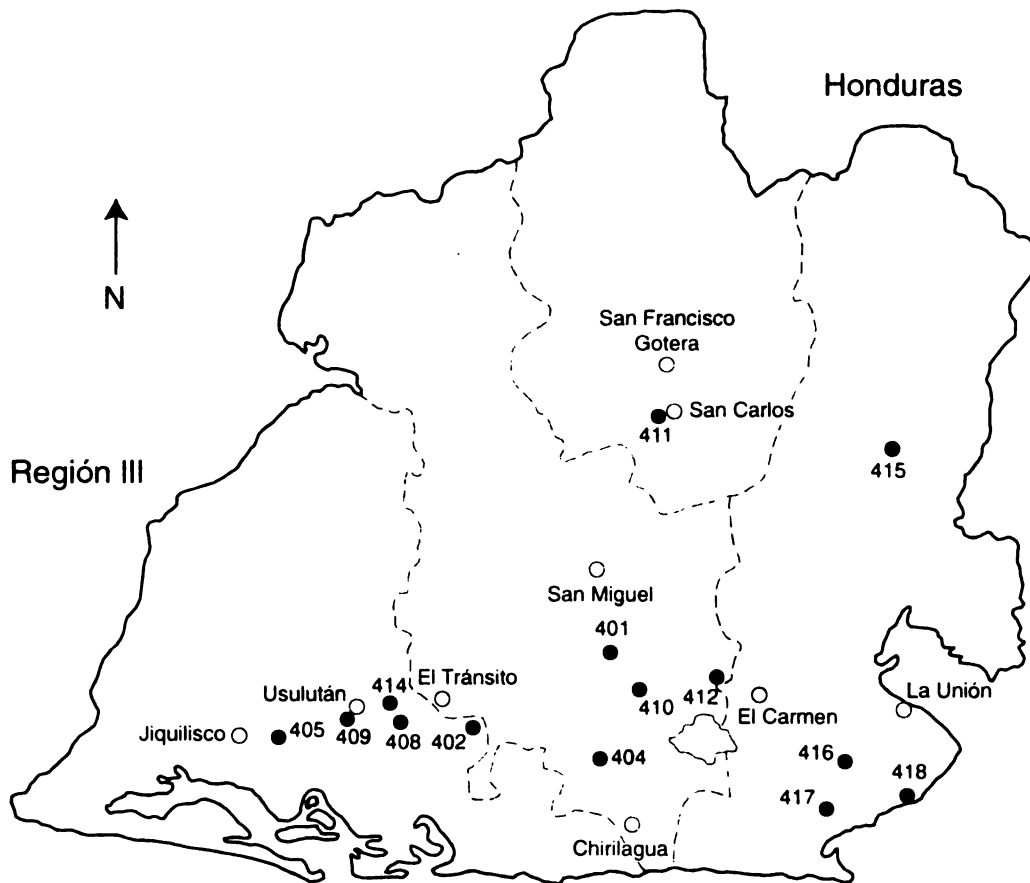 Honduras
N
San Francisco
Gotera
San Carlos
411
Región III
415
San Miguel
401
El Tránsito
414
Usulután
La Unión
412
410
El Carmen
Jiquilisco
405
409
408
402
404
416
418
417
Chirilagua